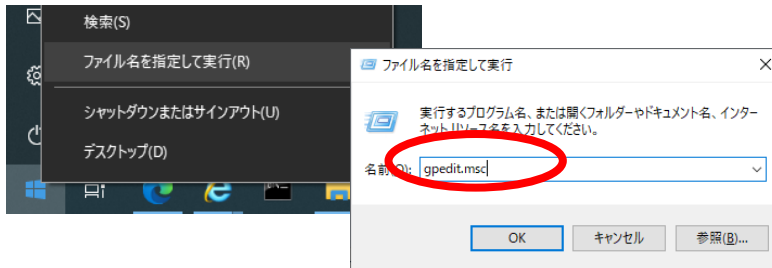 検索(S)
ファイル名を指定して実行(R)
シャットダウンまたはサインアウト(U)
デスクトップ(D)
ファイル名を指定して実行
実行するプログラム名、または開くフォルダーやドキュメント名、インター
ネット リソース名を入力してください。
名前(O): gpedit.msc
OK キャンセル 参照(B)...